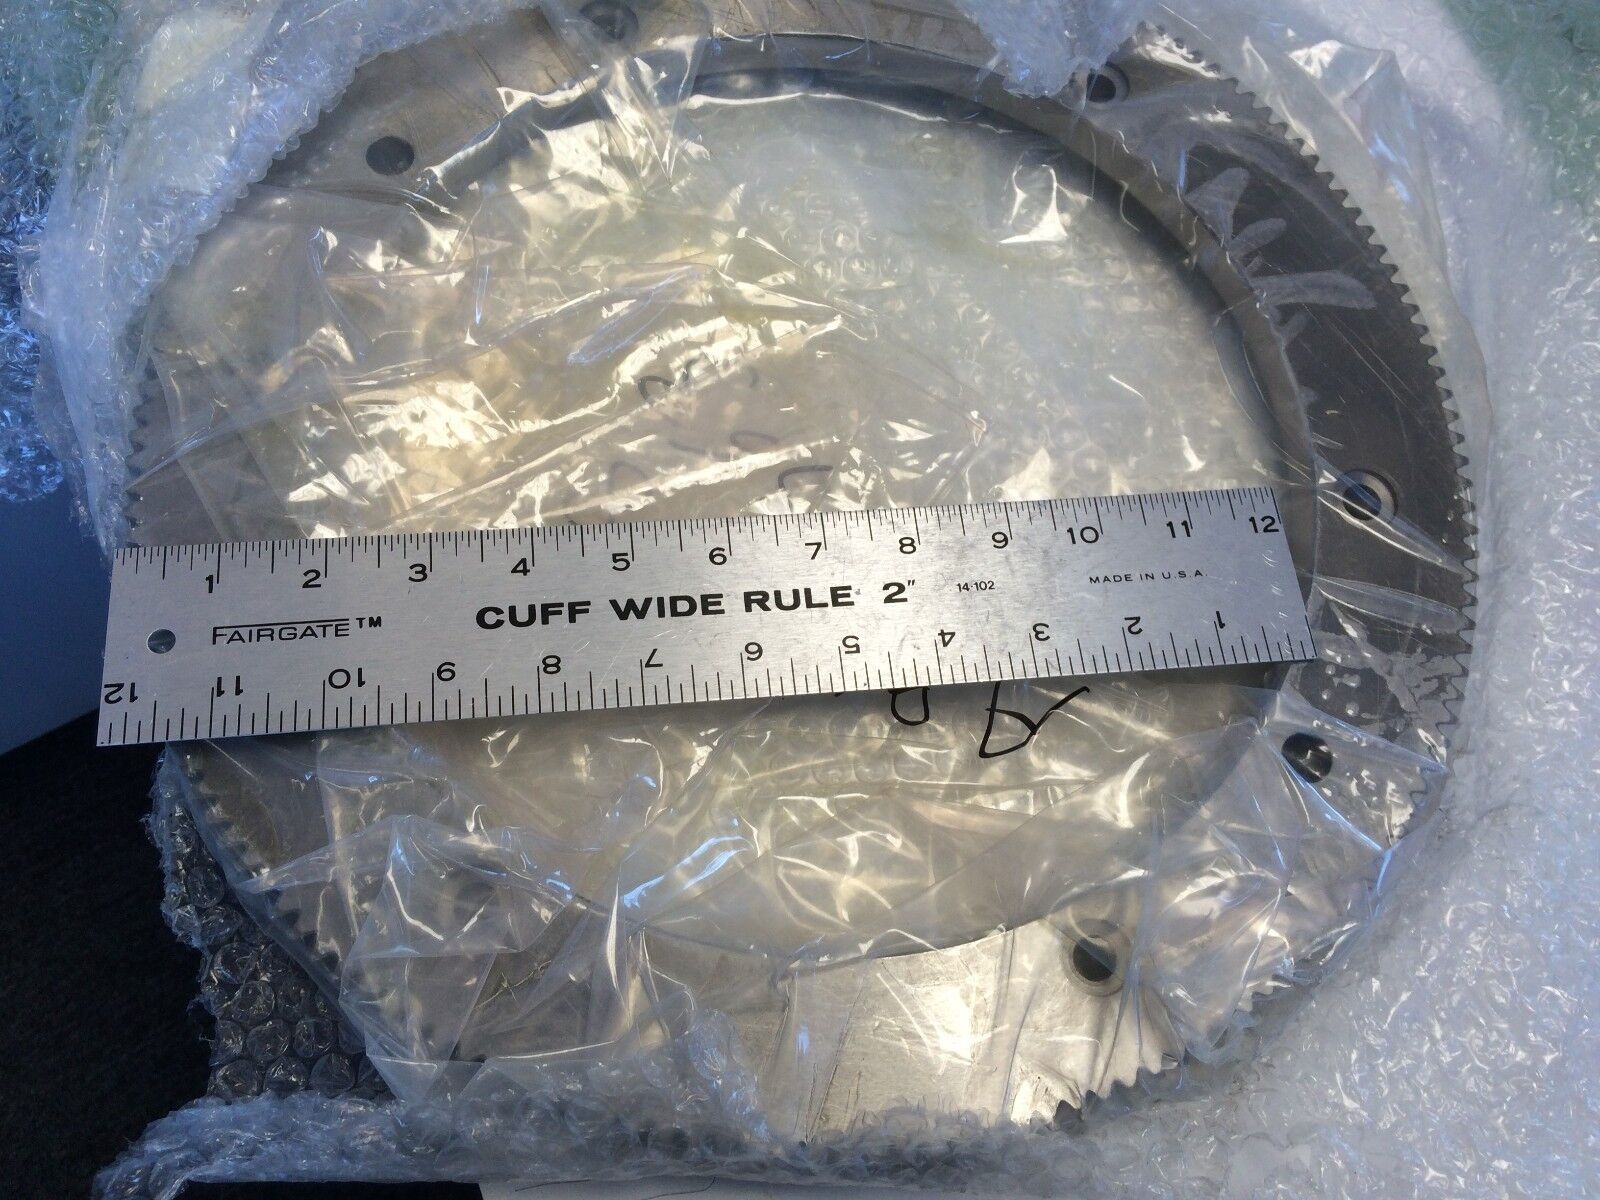 1 2 3 4 5 6 7 8 9 10 11 12
FAIRGATE™ CUFF WIDE RULE 2" 14-102 MADE IN U.S.A.
12 11 10 9 8 7 6 5 4 3 2 1